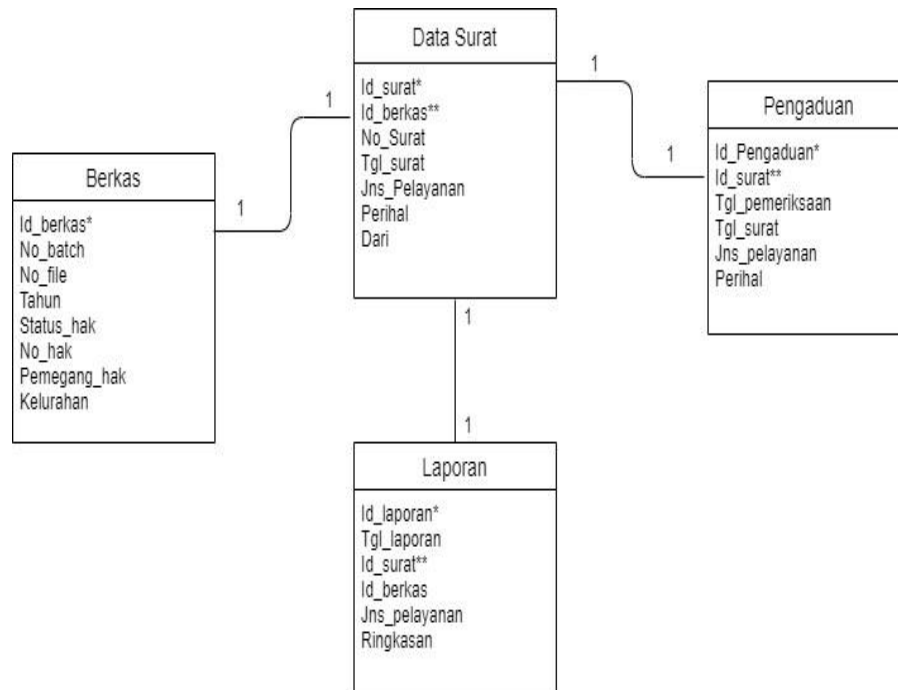 Data Surat
Id_surat*
Id_berkas**
No_Surat
Tgl_surat
Jns_Pelayanan
Perihal
Dari
1
1
Berkas
Id_berkas*
No_batch
No_file
Tahun
Status_hak
No_hak
Pemegang_hak
Kelurahan
1
1
Pengaduan
Id_Pengaduan*
Id_surat**
Tgl_pemeriksaan
Tgl_surat
Jns_pelayanan
Perihal
1
1
Laporan
Id_laporan*
Tgl_laporan
Id_surat**
Id_berkas
Jns_pelayanan
Ringkasan